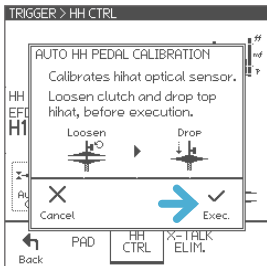 TRIGGER > HH CTRL
AUTO HH PEDAL CALIBRATION
Calibrates hihat optical sensor.
Loosen clutch and drop top
hihat, before execution.
HH
Loosen
Drop
Cancel
Exec.
Back
PAD
HH
CTRL
X-TALK
ELIM.